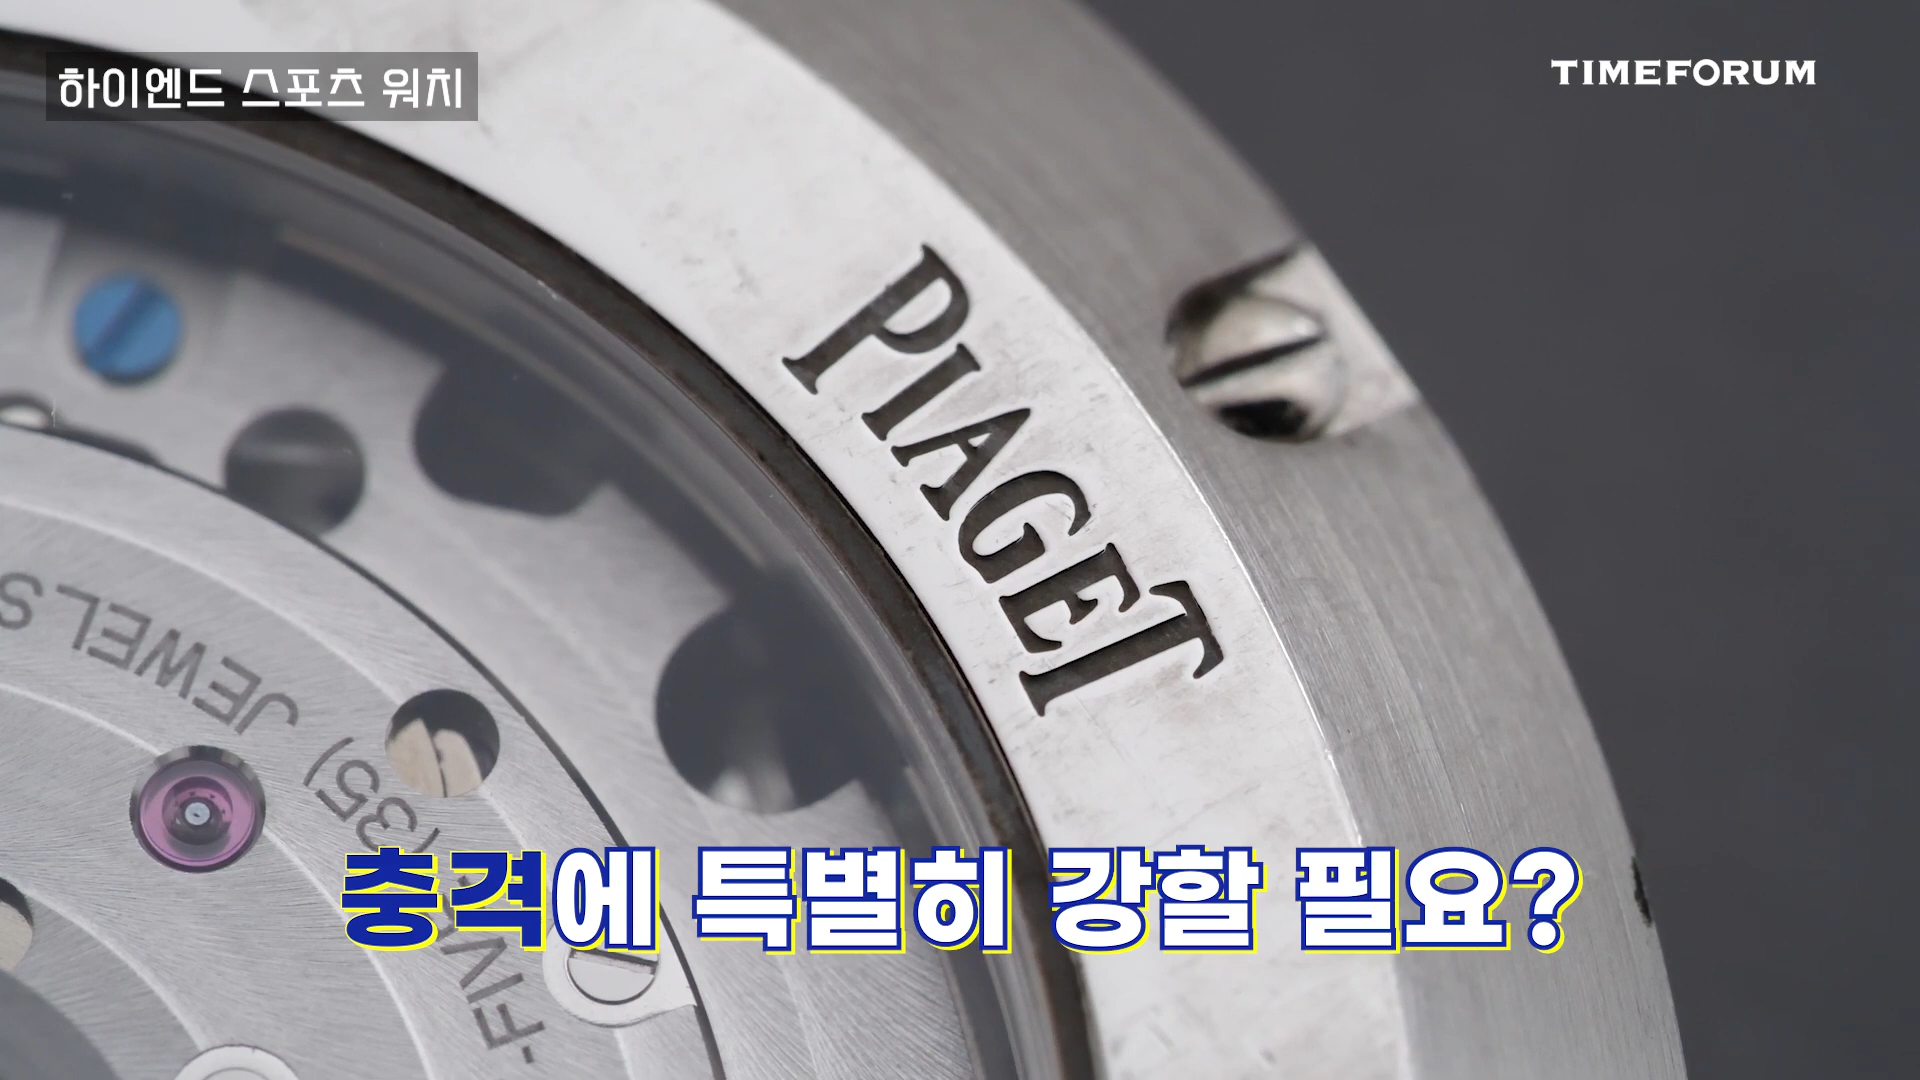 하이엔드 스포츠 워치
TIMEFORUM
PIAGET
JEWELS
(35)
-FIV
충격에 특별히 강할 필요?